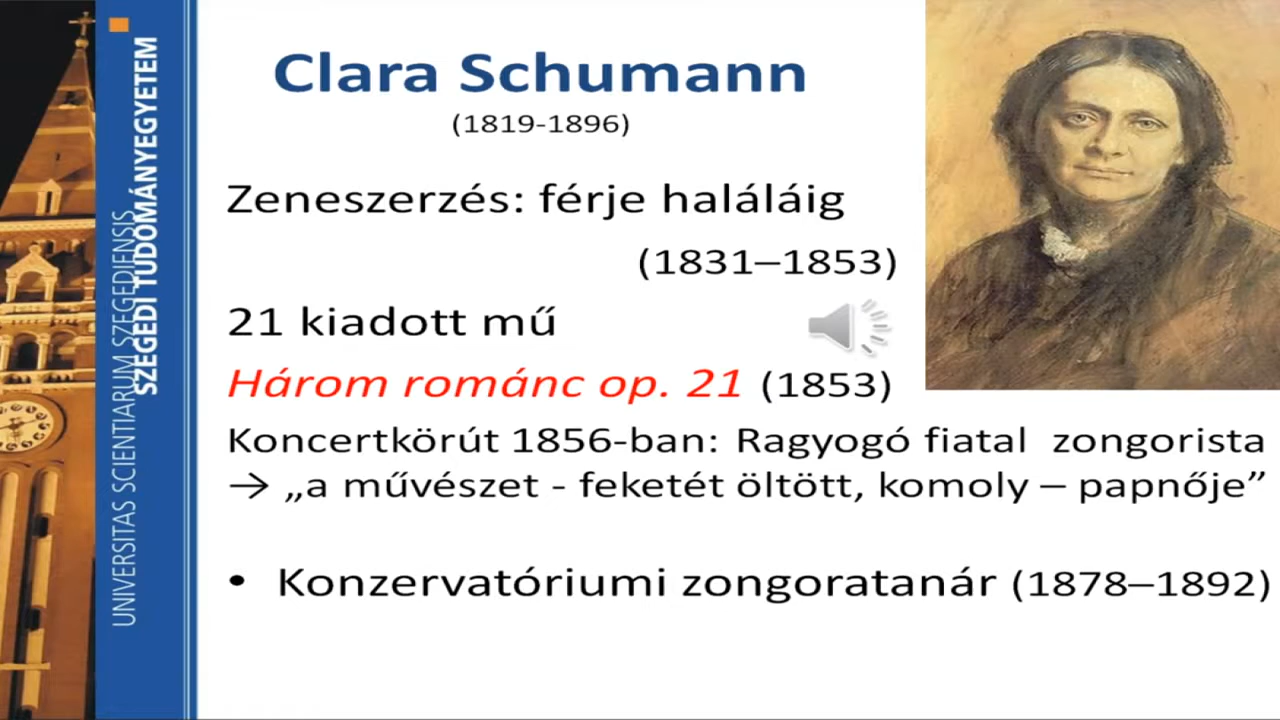 UNIVERSITAS SCIENTIARUM SZEGEDIENSIS
SZEGEDI TUDOMÁNYEGYETEM
Clara Schumann
(1819-1896)
Zeneszerzés: férje haláláig
(1831–1853)
21 kiadott mű
Három románc op. 21 (1853)
Koncertkörút 1856-ban: Ragyogó fiatal zongorista
→ „a művészet - feketét öltött, komoly – papnője”
• Konzervatóriumi zongoratanár (1878–1892)